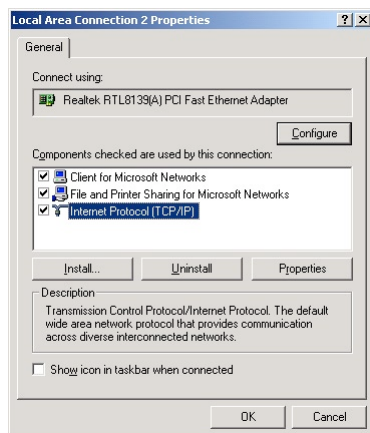 Local Area Connection 2 Properties
General
Connect using:
Realtek RTL8139(A) PCI Fast Ethernet Adapter
Configure
Components checked are used by this connection:
Client for Microsoft Networks
File and Printer Sharing for Microsoft Networks
Internet Protocol (TCP/IP)
Install... Uninstall Properties
Description
Transmission Control Protocol/Internet Protocol. The default
wide area network protocol that provides communication
across diverse interconnected networks.
Show icon in taskbar when connected
OK Cancel